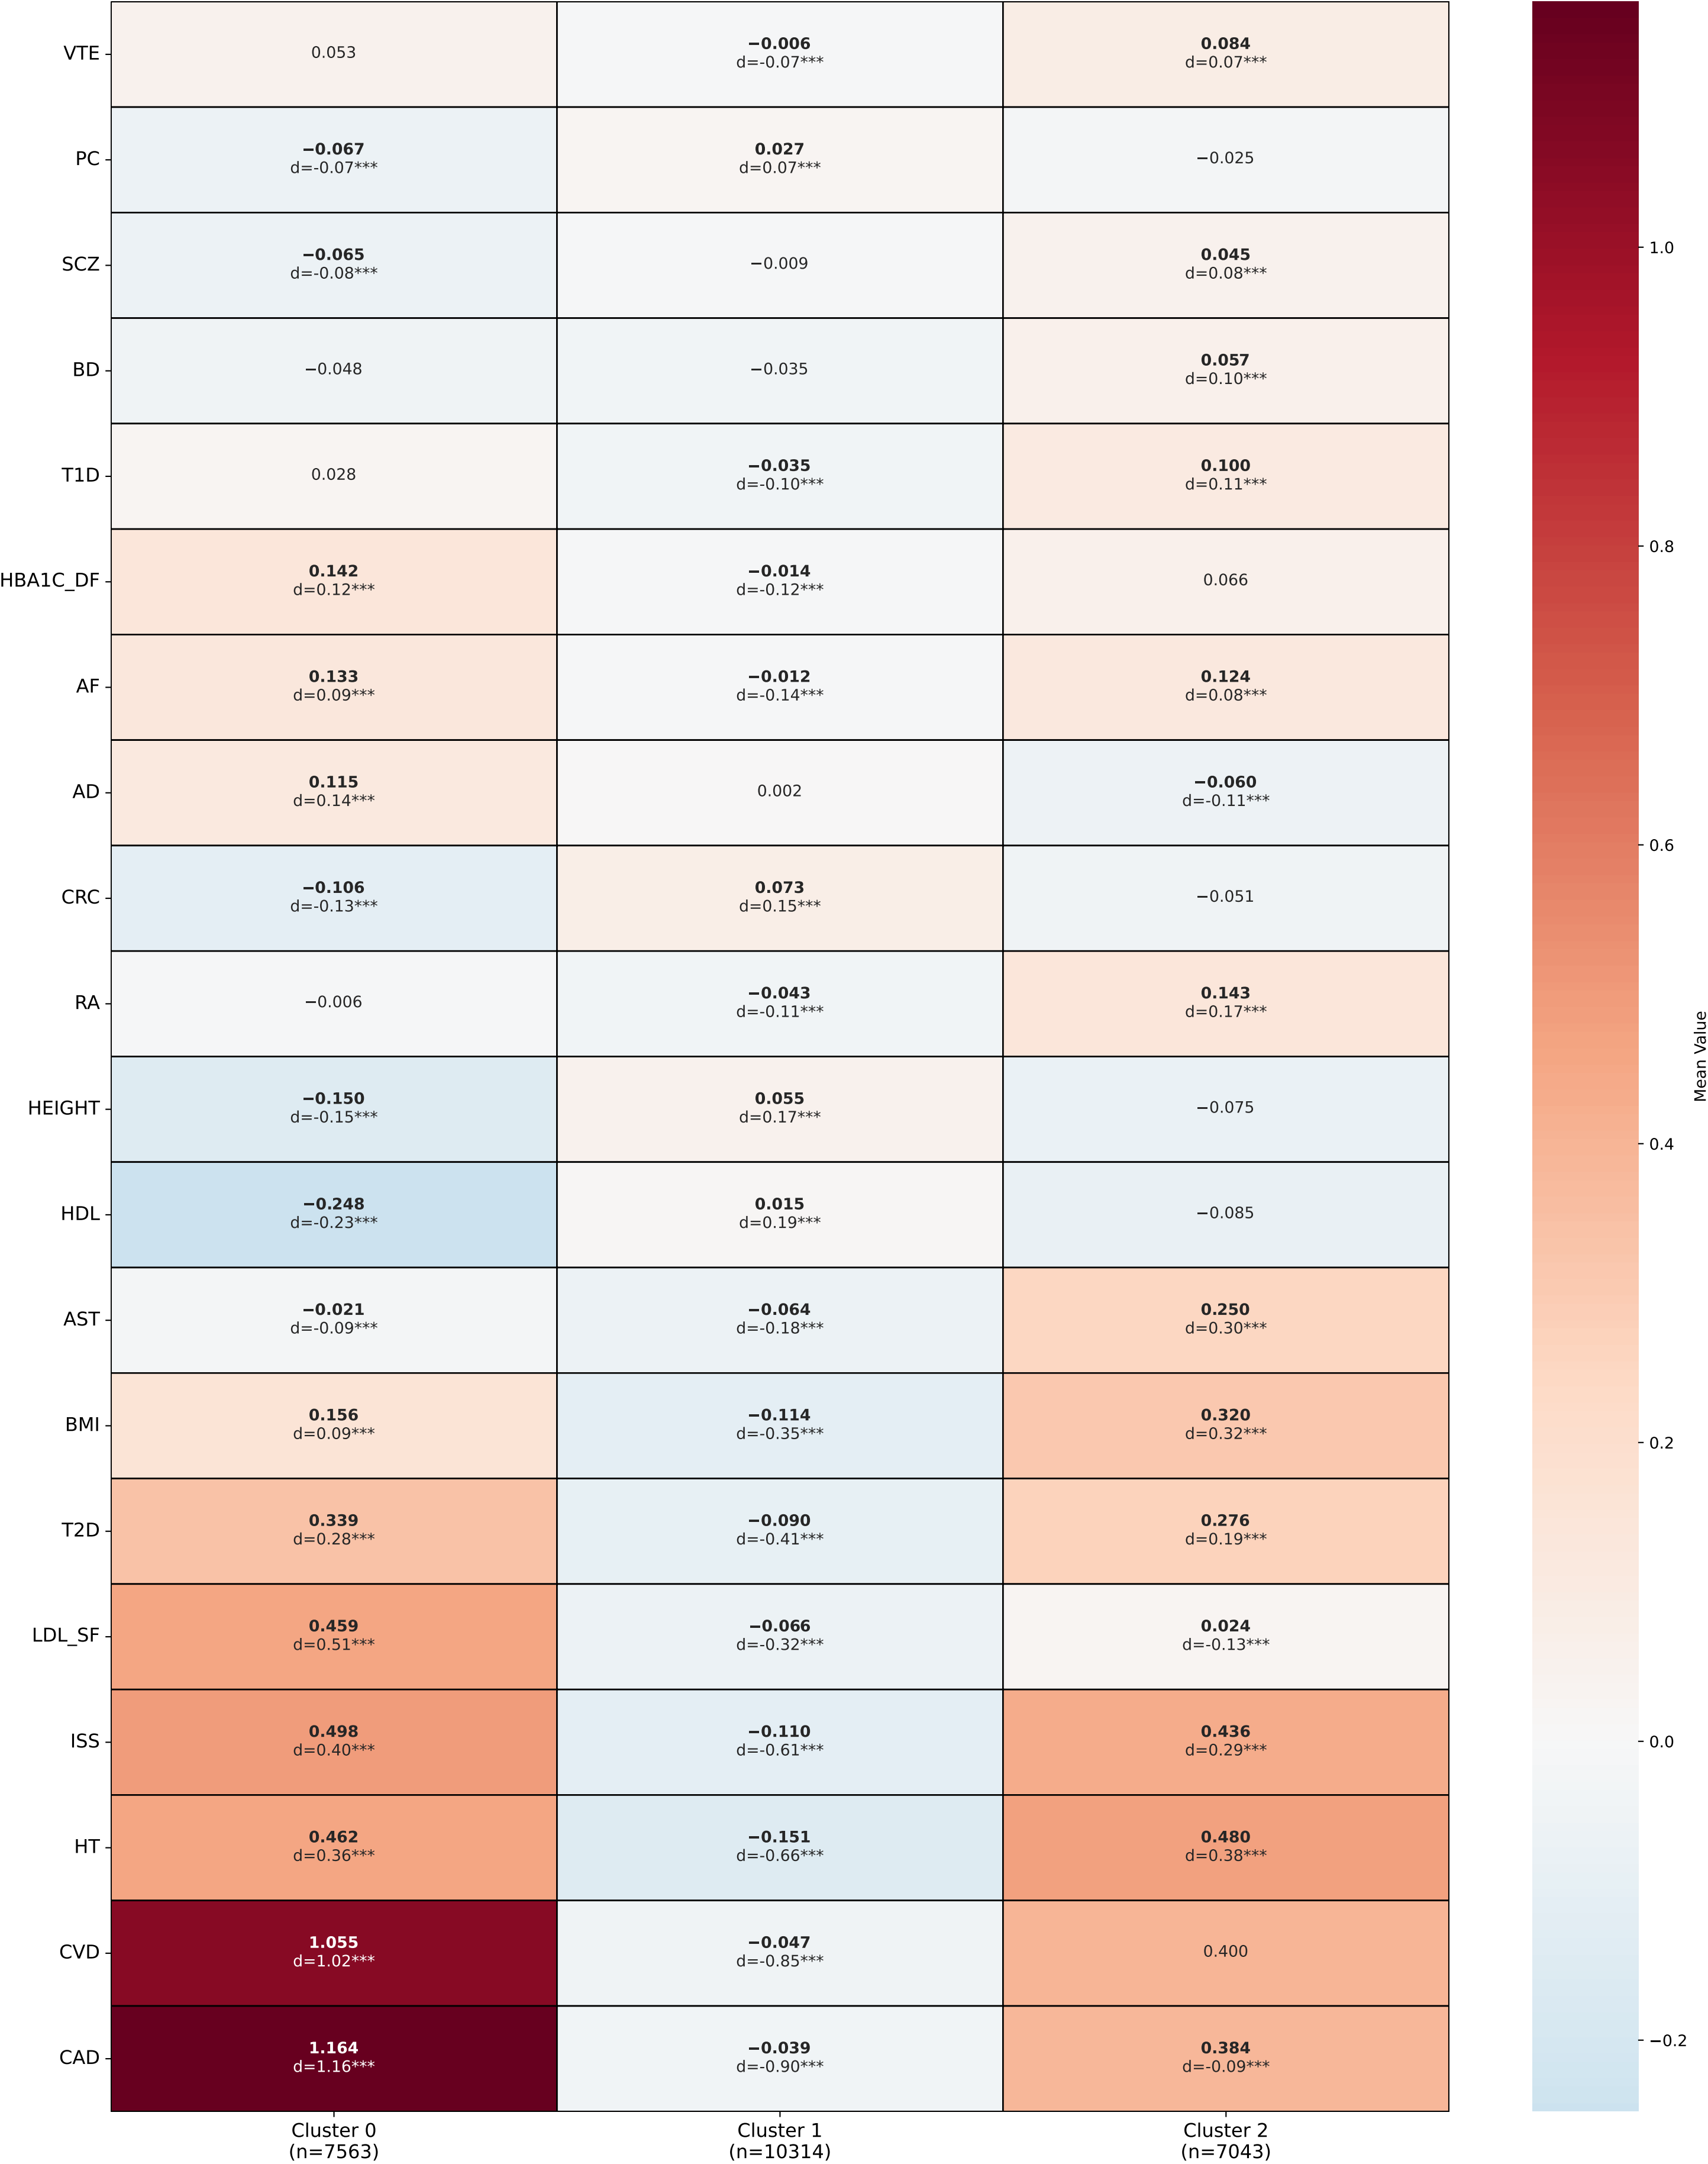 VTE
0.053
−0.006
d=-0.07***
0.084
d=0.07***
PC
−0.067
d=-0.07***
0.027
d=0.07***
−0.025
SCZ
−0.065
d=-0.08***
−0.009
0.045
d=0.08***
BD
−0.048
−0.035
0.057
d=0.10***
T1D
0.028
−0.035
d=-0.10***
0.100
d=0.11***
HBA1C_DF
0.142
d=0.12***
−0.014
d=-0.12***
0.066
AF
0.133
d=0.09***
−0.012
d=-0.14***
0.124
d=0.08***
AD
0.115
d=0.14***
0.002
−0.060
d=-0.11***
CRC
−0.106
d=-0.13***
0.073
d=0.15***
−0.051
RA
−0.006
−0.043
d=-0.11***
0.143
d=0.17***
HEIGHT
−0.150
d=-0.15***
0.055
d=0.17***
−0.075
HDL
−0.248
d=-0.23***
0.015
d=0.19***
−0.085
AST
−0.021
d=-0.09***
−0.064
d=-0.18***
0.250
d=0.30***
BMI
0.156
d=0.09***
−0.114
d=-0.35***
0.320
d=0.32***
T2D
0.339
d=0.28***
−0.090
d=-0.41***
0.276
d=0.19***
LDL_SF
0.459
d=0.51***
−0.066
d=-0.32***
0.024
d=-0.13***
ISS
0.498
d=0.40***
−0.110
d=-0.61***
0.436
d=0.29***
HT
0.462
d=0.36***
−0.151
d=-0.66***
0.480
d=0.38***
CVD
1.055
d=1.02***
−0.047
d=-0.85***
0.400
CAD
1.164
d=1.16***
−0.039
d=-0.90***
0.384
d=-0.09***
Cluster 0
(n=7563)
Cluster 1
(n=10314)
Cluster 2
(n=7043)
1.0
0.8
0.6
0.4
0.2
0.0
−0.2
Mean Value